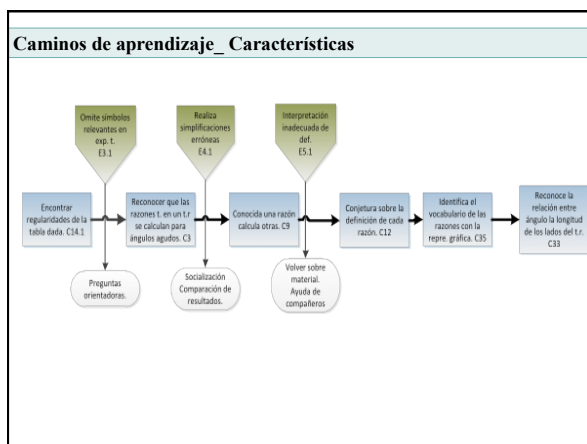 Caminos de aprendizaje_ Características
Omite símbolos
relevantes en
exp. t.
E3.1
Realiza
simplificaciones
erróneas
E4.1
Interpretación
inadecuada de
def.
E5.1
Encontrar
regularidades de la
tabla dada. C14.1
Reconocer que las
razones t. en un t.r
se calculan para
ángulos agudos. C3
Conocida una razón
calcula otras. C9
Conjetura sobre la
definición de cada
razón. C12
Identifica el
vocabulario de las
razones con la
repre. gráfica. C35
Reconoce la
relación entre
ángulo la longitud
de los lados del t.r.
C33
Preguntas
orientadoras.
Socialización
Comparación de
resultados.
Volver sobre
material.
Ayuda de
compañeros